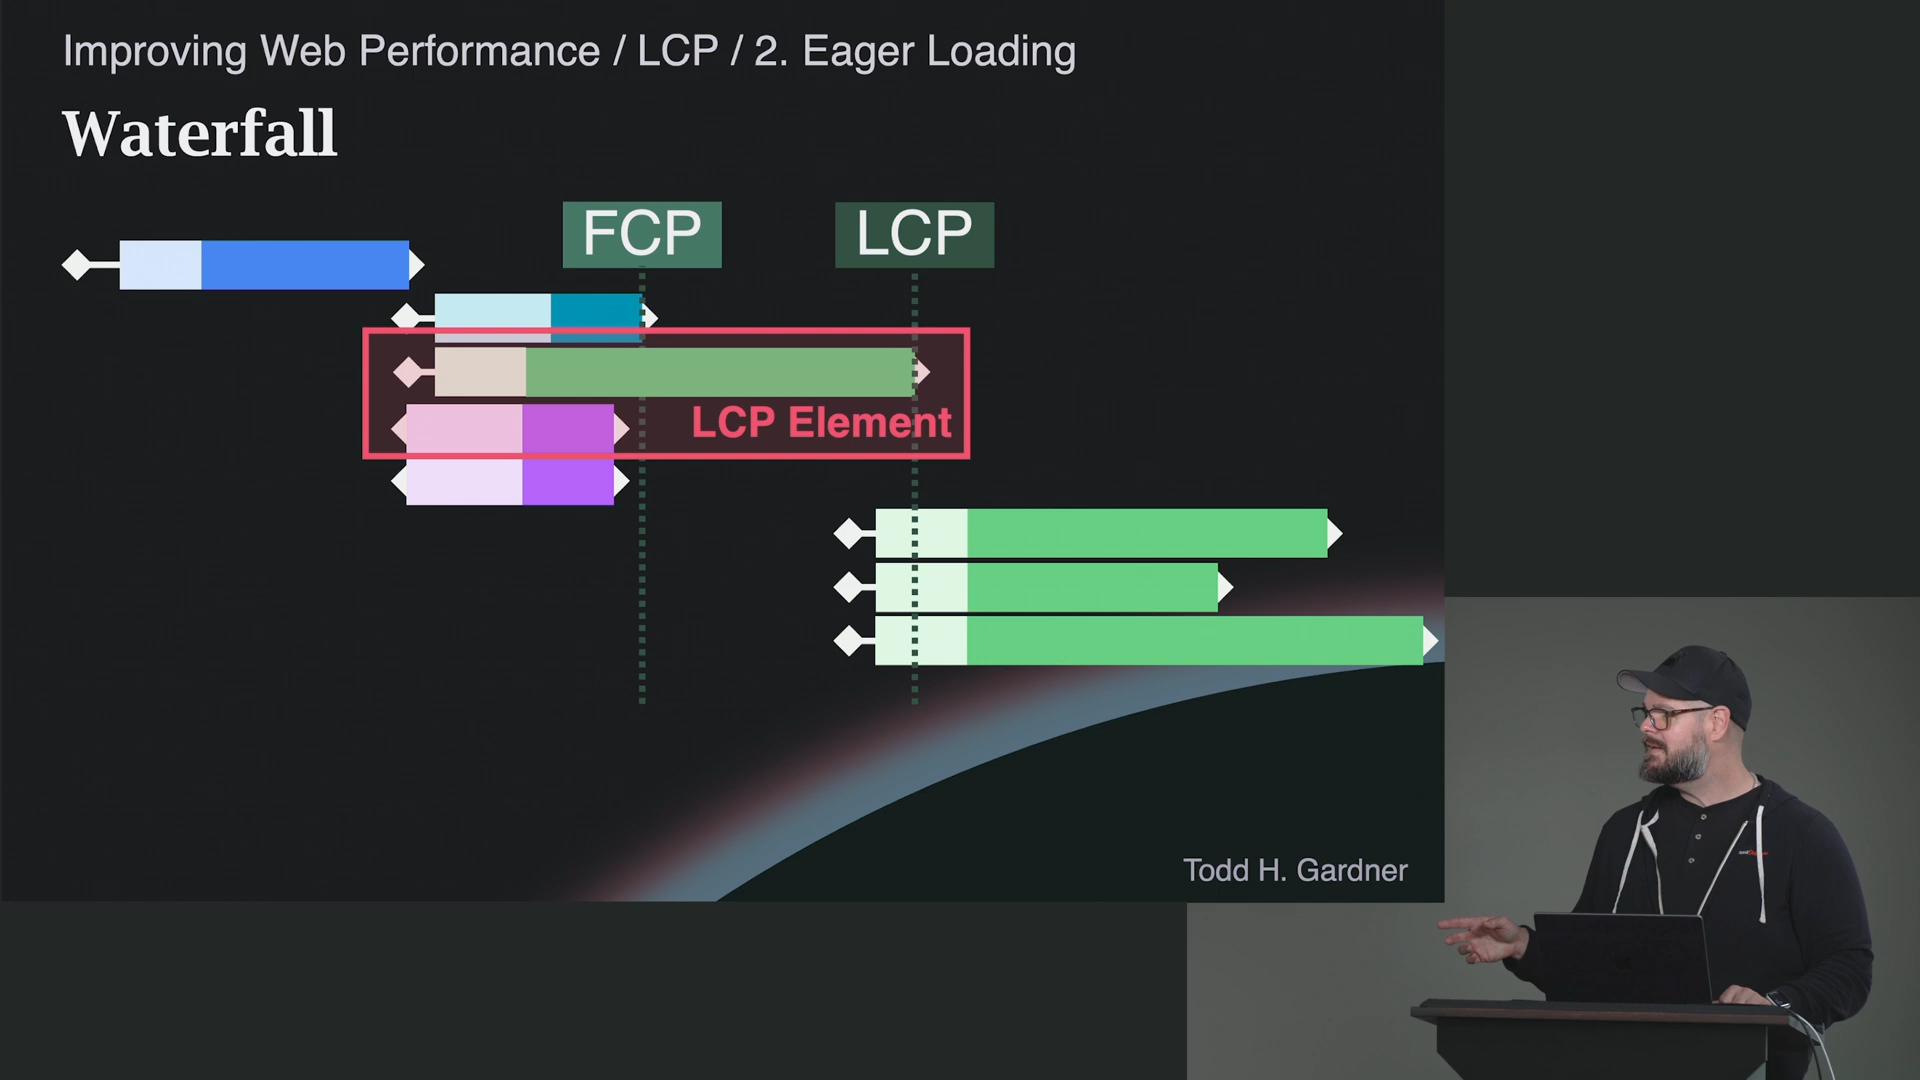 Improving Web Performance / LCP / 2. Eager Loading
Waterfall
FCP
LCP
LCP Element
Todd H. Gardner